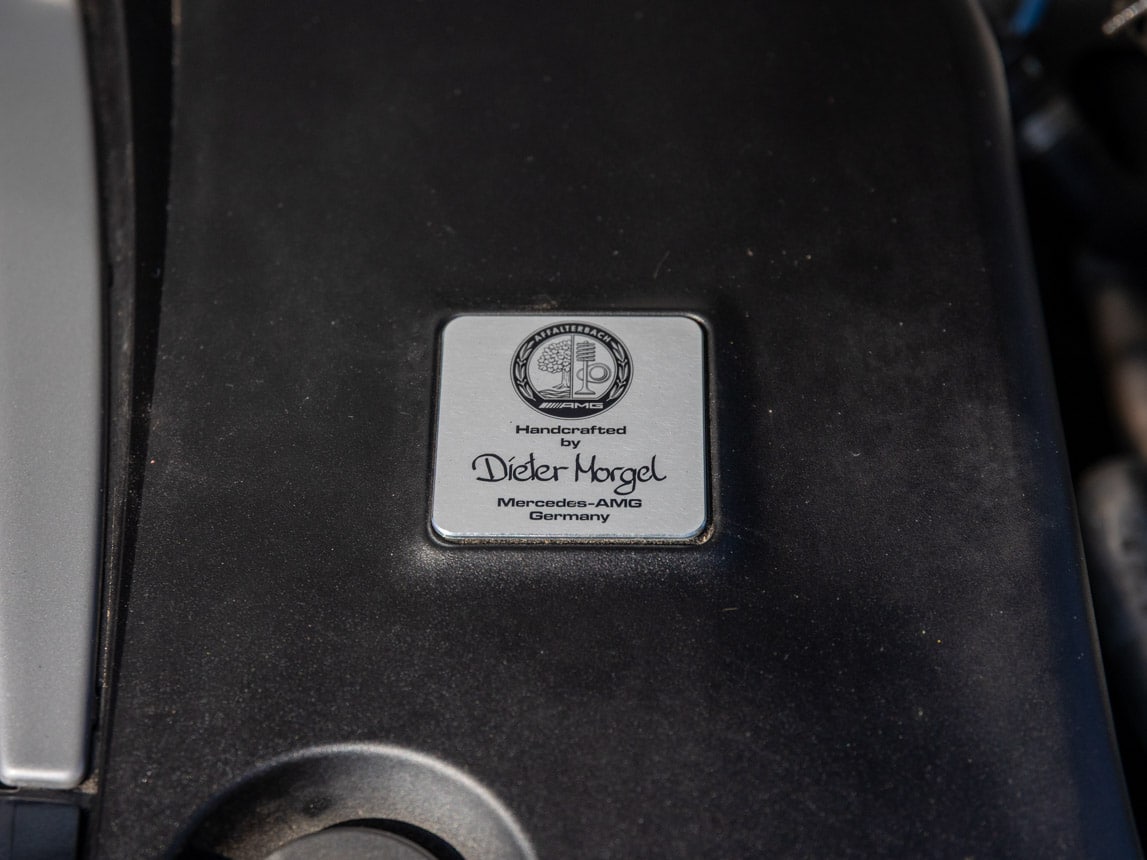 AFFALTERBACH
AMG
Handcrafted
by
Dieter Morgel
Mercedes-AMG
Germany